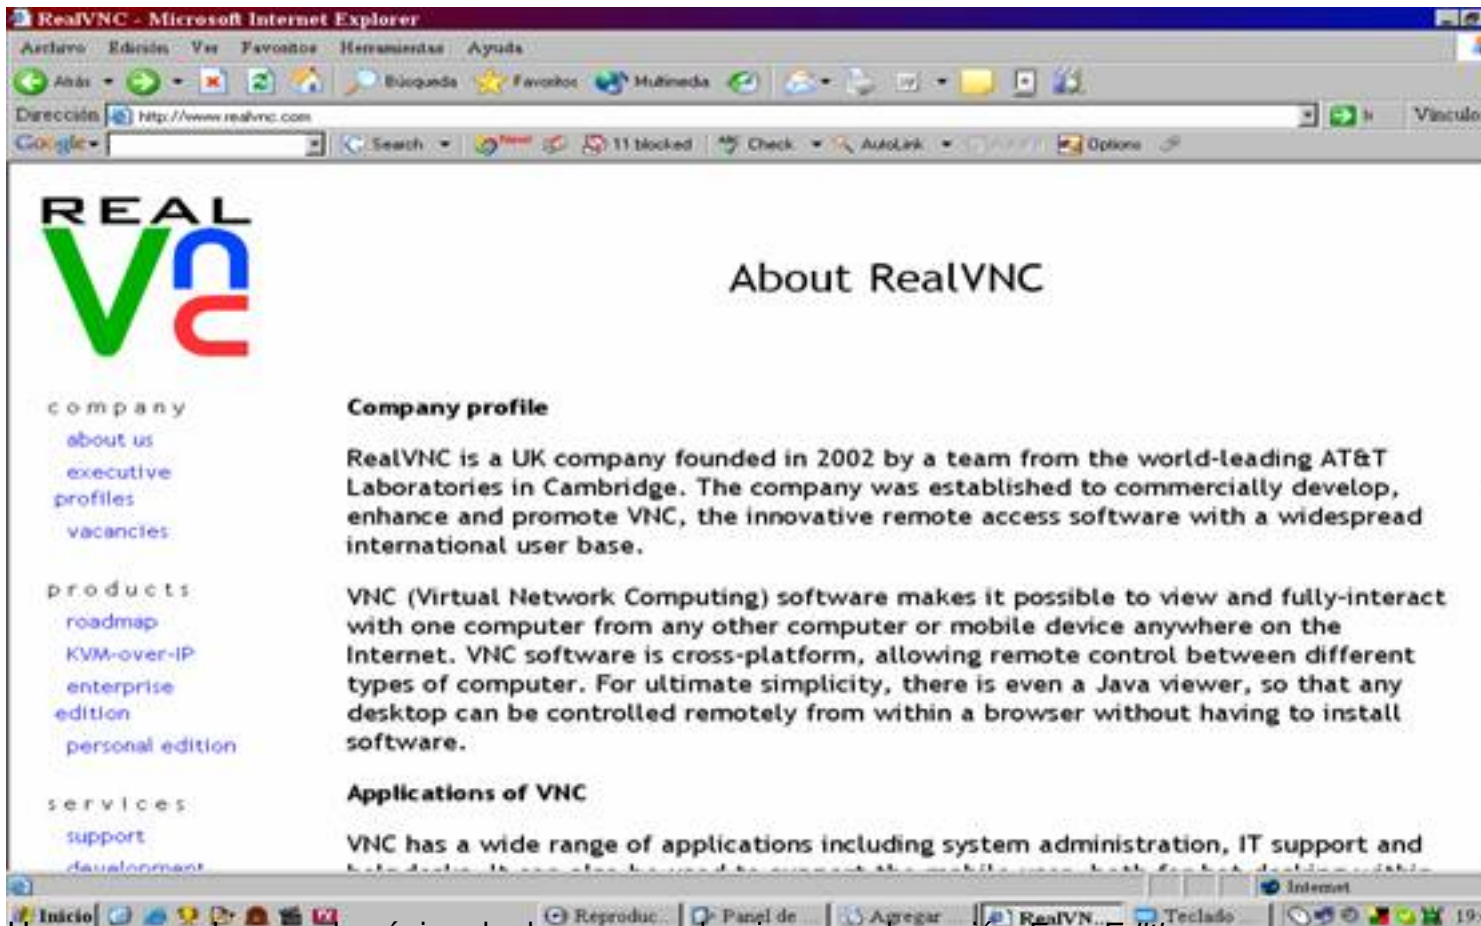 RealVNC - Microsoft Internet Explorer
Archivo Edición Ver Favoritos Herramientas Ayuda
Atrás Búsqueda Favoritos Multimedia
Dirección http://www.realvnc.com Vínculo
Google Search New! 11 blocked Check AutoLink Options
REAL
vnc
About RealVNC
company
about us
executive
profiles
vacancies
products
roadmap
KVM-over-IP
enterprise
edition
personal edition
services
support
development
Company profile
RealVNC is a UK company founded in 2002 by a team from the world-leading AT&T
Laboratories in Cambridge. The company was established to commercially develop,
enhance and promote VNC, the innovative remote access software with a widespread
international user base.
VNC (Virtual Network Computing) software makes it possible to view and fully-interact
with one computer from any other computer or mobile device anywhere on the
Internet. VNC software is cross-platform, allowing remote control between different
types of computer. For ultimate simplicity, there is even a Java viewer, so that any
desktop can be controlled remotely from within a browser without having to install
software.
Applications of VNC
VNC has a wide range of applications including system administration, IT support and
Internet
Inicio Reproduc... Panel de ... Agregar ... RealVN... Teclado ... 19: